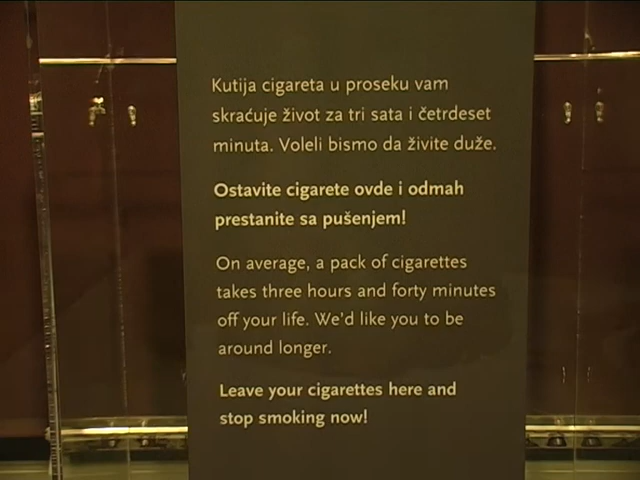 Kutija cigareta u proseku vam
skraćuje život za tri sata i četrdeset
minuta. Voleli bismo da živite duže.
Ostavite cigarete ovde i odmah
prestanite sa pušenjem!
On average, a pack of cigarettes
takes three hours and forty minutes
off your life. We'd like you to be
around longer.
Leave your cigarettes here and
stop smoking now!